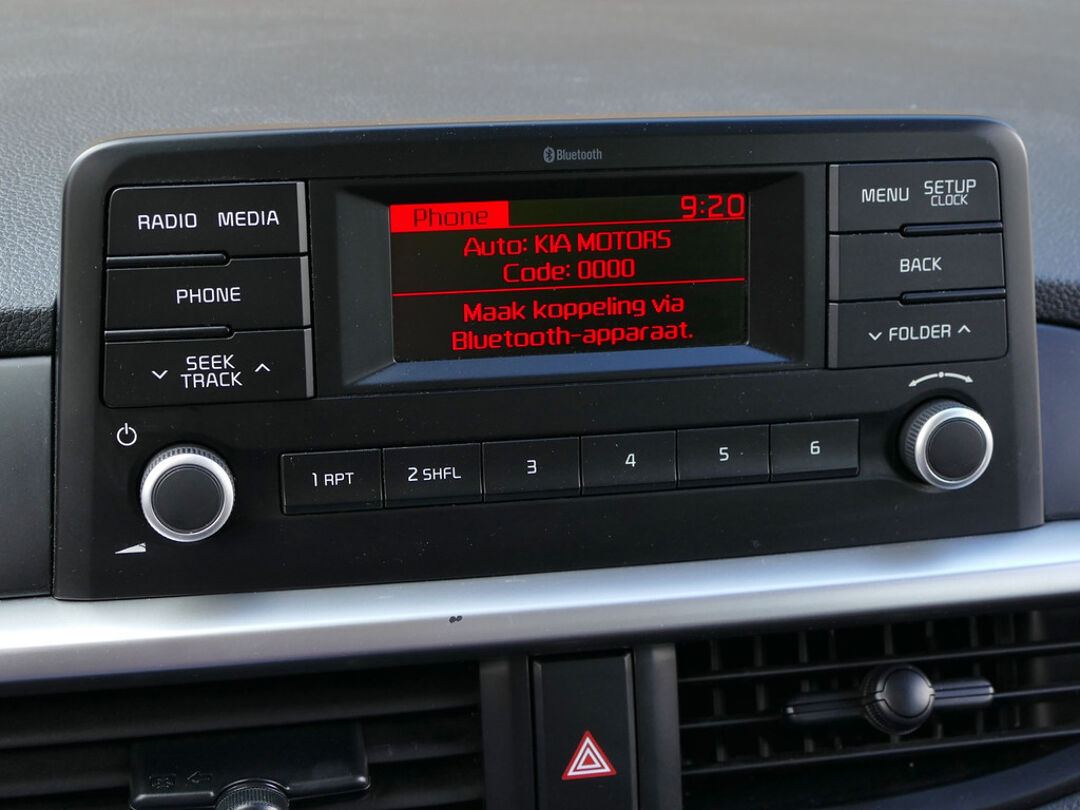 Bluetooth
RADIO MEDIA
PHONE
SEEK
TRACK
Phone 9:20
Auto: KIA MOTORS
Code: 0000
Maak koppeling via
Bluetooth-apparaat.
MENU SETUP
CLOCK
BACK
FOLDER
1 RPT 2 SHFL 3 4 5 6